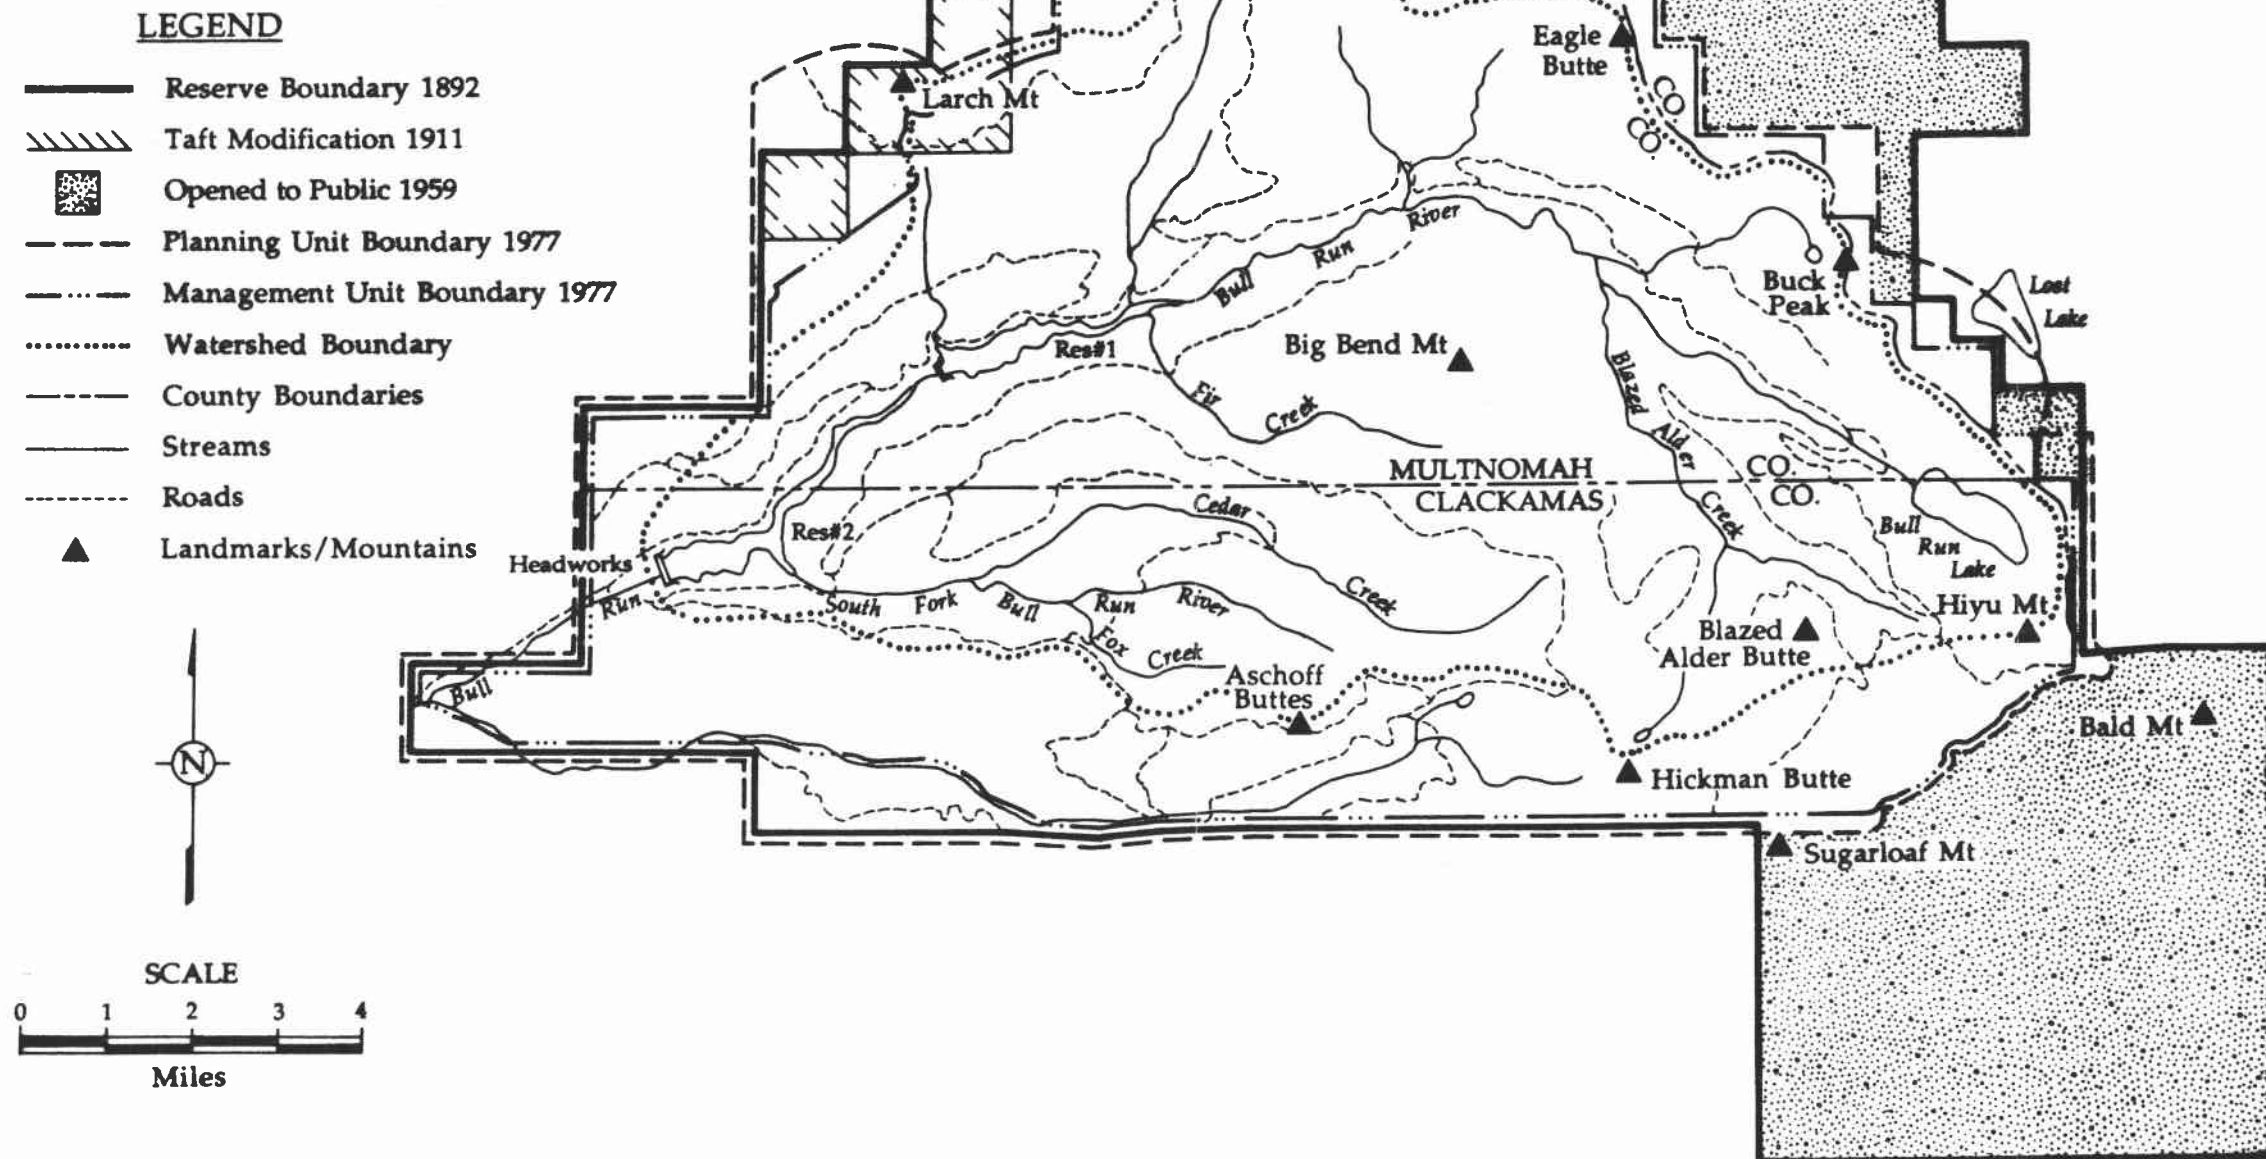 LEGEND
Reserve Boundary 1892
Taft Modification 1911
Opened to Public 1959
Planning Unit Boundary 1977
Management Unit Boundary 1977
Watershed Boundary
County Boundaries
Streams
Roads
Landmarks/Mountains
N
SCALE
0 1 2 3 4
Miles
Eagle
Butte
CO
CO.
Larch Mt
Bull Run River
Buck
Peak
Lost
Lake
Big Bend Mt
Res#1
Fir Creek
Blazed Alder Creek
MULTNOMAH CO.
CLACKAMAS CO.
Cedar Creek
Res#2
Headworks
Bull Run
Lake
South Fork Bull Run River
Fox Creek
Bull Run
Hiyu Mt
Blazed
Alder Butte
Aschoff
Buttes
Bald Mt
Hickman Butte
Sugarloaf Mt